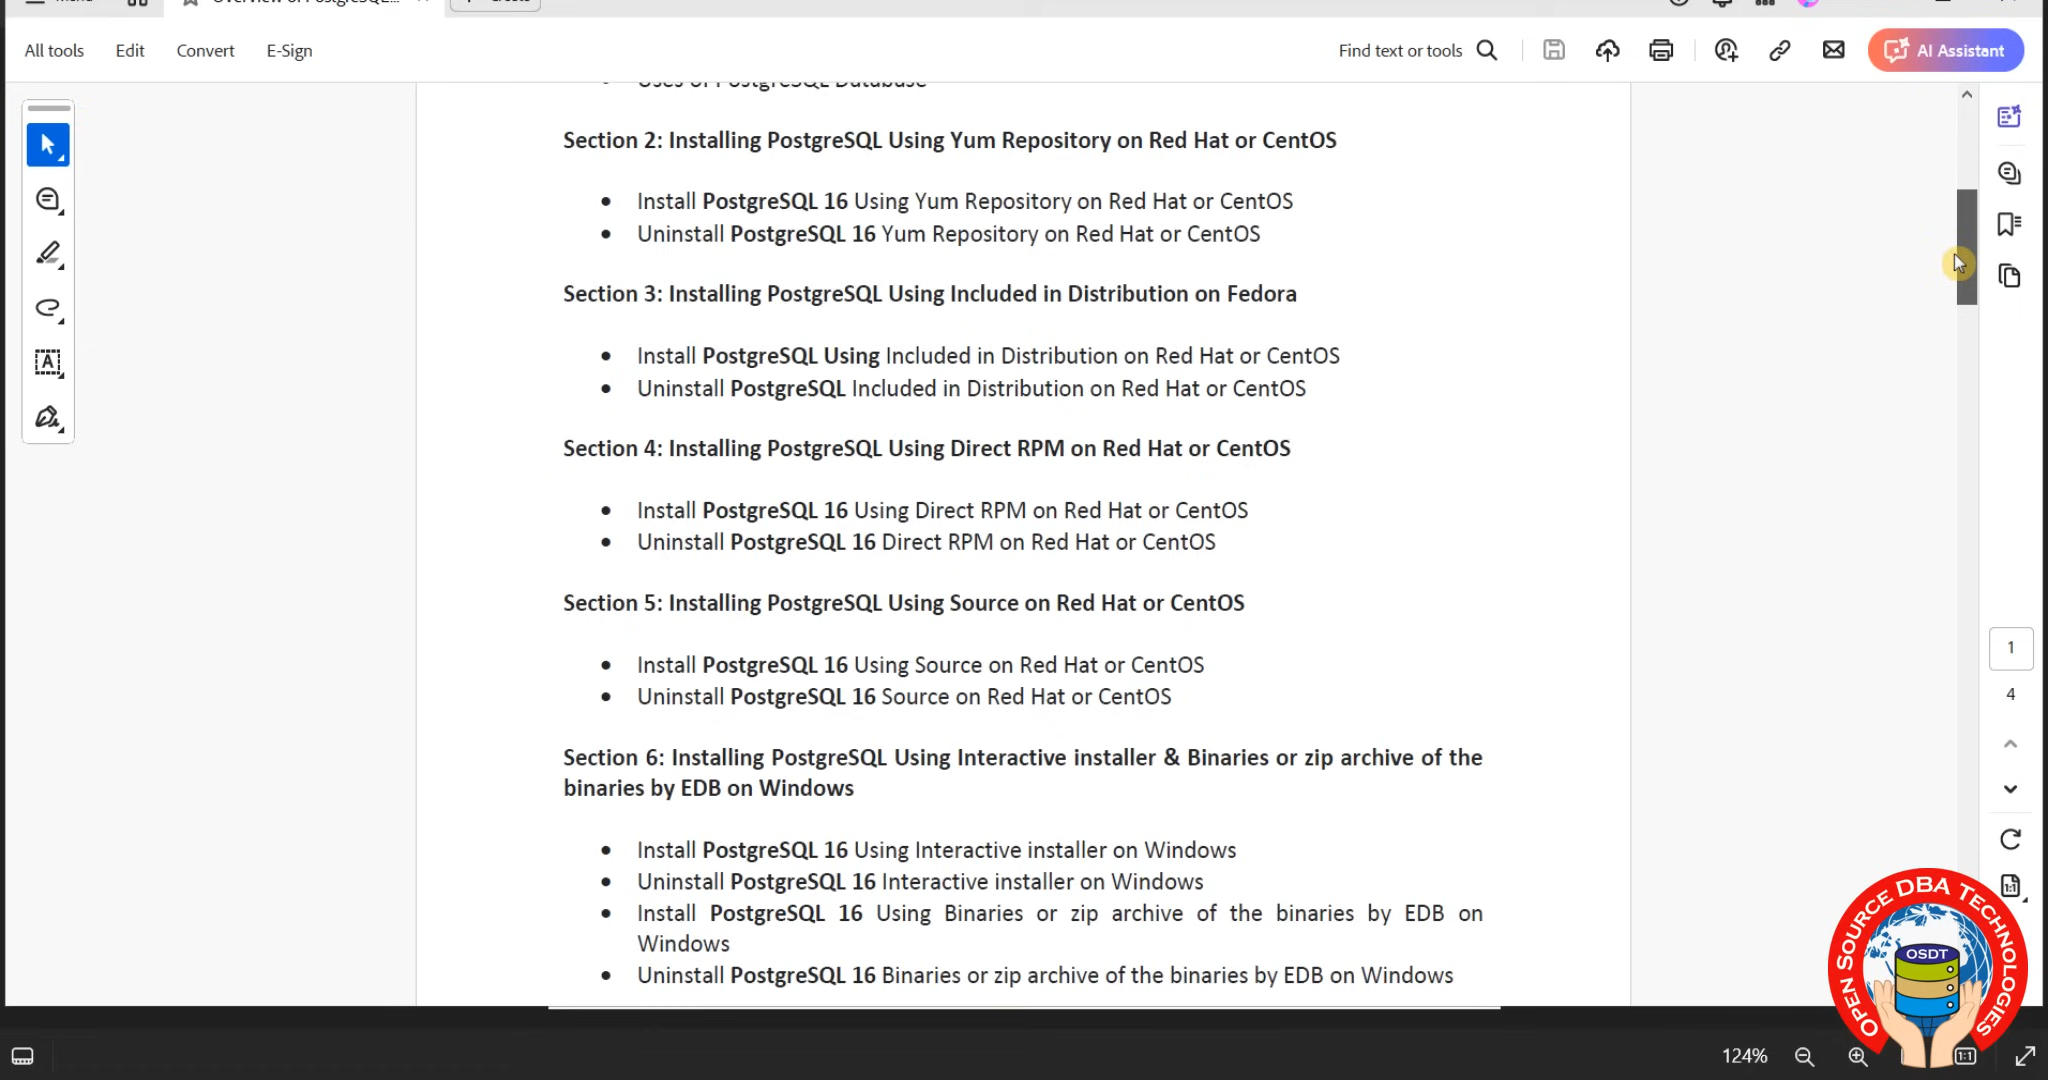 All tools Edit Convert E-Sign Find text or tools AI Assistant
Uses of PostgreSQL Database
Section 2: Installing PostgreSQL Using Yum Repository on Red Hat or CentOS
• Install PostgreSQL 16 Using Yum Repository on Red Hat or CentOS
• Uninstall PostgreSQL 16 Yum Repository on Red Hat or CentOS
Section 3: Installing PostgreSQL Using Included in Distribution on Fedora
• Install PostgreSQL Using Included in Distribution on Red Hat or CentOS
• Uninstall PostgreSQL Included in Distribution on Red Hat or CentOS
Section 4: Installing PostgreSQL Using Direct RPM on Red Hat or CentOS
• Install PostgreSQL 16 Using Direct RPM on Red Hat or CentOS
• Uninstall PostgreSQL 16 Direct RPM on Red Hat or CentOS
Section 5: Installing PostgreSQL Using Source on Red Hat or CentOS
• Install PostgreSQL 16 Using Source on Red Hat or CentOS
• Uninstall PostgreSQL 16 Source on Red Hat or CentOS
Section 6: Installing PostgreSQL Using Interactive installer & Binaries or zip archive of the
binaries by EDB on Windows
• Install PostgreSQL 16 Using Interactive installer on Windows
• Uninstall PostgreSQL 16 Interactive installer on Windows
• Install PostgreSQL 16 Using Binaries or zip archive of the binaries by EDB on
Windows
• Uninstall PostgreSQL 16 Binaries or zip archive of the binaries by EDB on Windows
1
4
OPEN SOURCE DBA TECHNOLOGIES
OSDT
124%
1:1